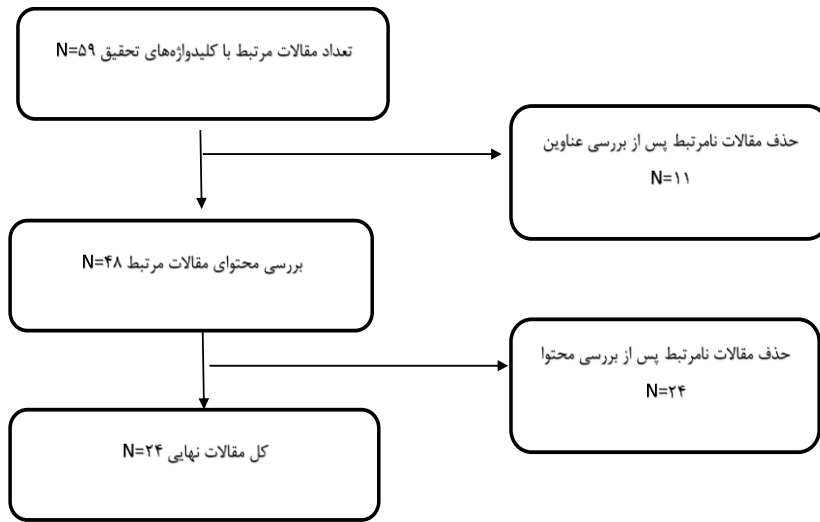 تعداد مقالات مرتبط با کلیدواژه‌های تحقیق N=۵۹
حذف مقالات نامرتبط پس از بررسی عناوین
N=۱۱
بررسی محتوای مقالات مرتبط N=۴۸
حذف مقالات نامرتبط پس از بررسی محتوا
N=۲۴
کل مقالات نهایی N=۲۴